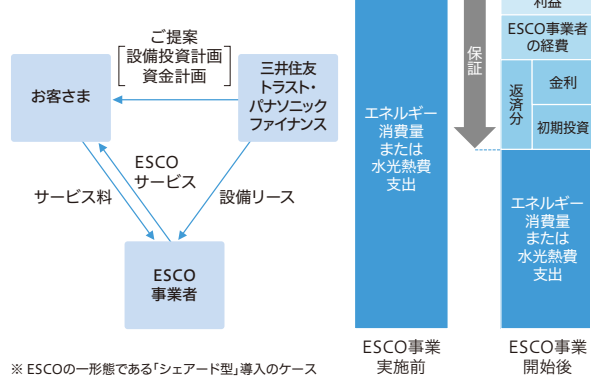 ご提案
設備投資計画
資金計画
お客さま
三井住友
トラスト・
パナソニック
ファイナンス
ESCO
サービス
サービス料
設備リース
ESCO
事業者
※ ESCOの一形態である「シェアード型」導入のケース
エネルギー
消費量
または
水光熱費
支出
ESCO事業
実施前
保証
利益
ESCO事業者
の経費
返済分
金利
初期投資
エネルギー
消費量
または
水光熱費
支出
ESCO事業
開始後